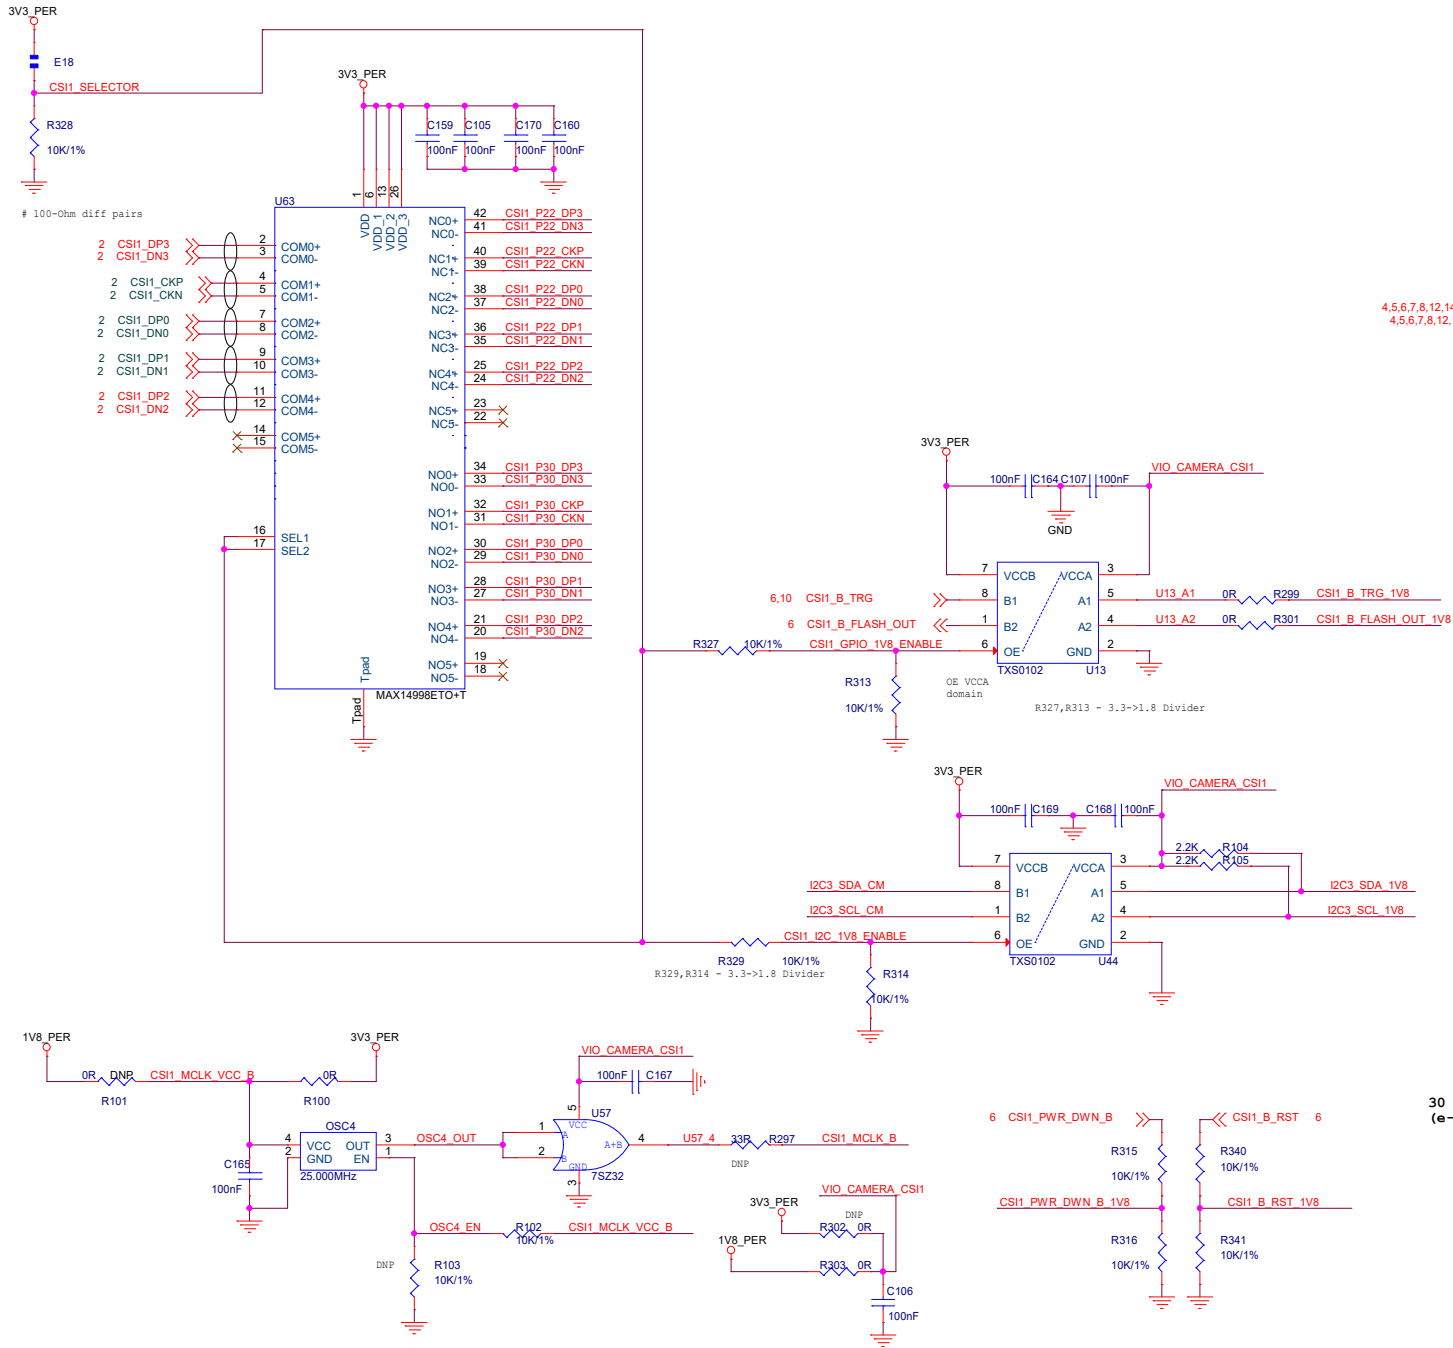 3V3_PER
E18
CSI1_SELECTOR
R328
10K/1%
# 100-Ohm diff pairs
3V3_PER
C159
C105
C170
C160
100nF
100nF
100nF
100nF
1
6
13
26
U63
VDD
VDD_1
VDD_2
VDD_3
2 CSI1_DP3
2 CSI1_DN3
2 CSI1_CKP
2 CSI1_CKN
2 CSI1_DP0
2 CSI1_DN0
2 CSI1_DP1
2 CSI1_DN1
2 CSI1_DP2
2 CSI1_DN2
2 COM0+
3 COM0-
4 COM1+
5 COM1-
7 COM2+
8 COM2-
9 COM3+
10 COM3-
11 COM4+
12 COM4-
14 COM5+
15 COM5-
16 SEL1
17 SEL2
NC0+ 42 CSI1_P22_DP3
NC0- 41 CSI1_P22_DN3
NC1+ 40 CSI1_P22_CKP
NC1- 39 CSI1_P22_CKN
NC2+ 38 CSI1_P22_DP0
NC2- 37 CSI1_P22_DN0
NC3+ 36 CSI1_P22_DP1
NC3- 35 CSI1_P22_DN1
NC4+ 25 CSI1_P22_DP2
NC4- 24 CSI1_P22_DN2
NC5+ 23
NC5- 22
NO0+ 34 CSI1_P30_DP3
NO0- 33 CSI1_P30_DN3
NO1+ 32 CSI1_P30_CKP
NO1- 31 CSI1_P30_CKN
NO2+ 30 CSI1_P30_DP0
NO2- 29 CSI1_P30_DN0
NO3+ 28 CSI1_P30_DP1
NO3- 27 CSI1_P30_DN1
NO4+ 21 CSI1_P30_DP2
NO4- 20 CSI1_P30_DN2
NO5+ 19
NO5- 18
Tpad
Tpad
MAX14998ETO+T
4,5,6,7,8,12,14
4,5,6,7,8,12,
3V3_PER
VIO_CAMERA_CSI1
100nF C164 C107 100nF
GND
7 VCCB VCCA 3
6,10 CSI1_B_TRG 8 B1 A1 5 U13_A1 0R R299 CSI1_B_TRG_1V8
6 CSI1_B_FLASH_OUT 1 B2 A2 4 U13_A2 0R R301 CSI1_B_FLASH_OUT_1V8
R327 10K/1% CSI1_GPIO_1V8_ENABLE 6 OE GND 2
TXS0102 U13
R313
10K/1%
OE VCCA
domain
R327,R313 - 3.3->1.8 Divider
3V3_PER
VIO_CAMERA_CSI1
100nF C169 C168 100nF
2.2K R104
2.2K R105
7 VCCB VCCA 3
I2C3_SDA_CM 8 B1 A1 5 I2C3_SDA_1V8
I2C3_SCL_CM 1 B2 A2 4 I2C3_SCL_1V8
CSI1_I2C_1V8_ENABLE 6 OE GND 2
TXS0102 U44
R329 10K/1%
R329,R314 - 3.3->1.8 Divider
R314
10K/1%
1V8_PER
3V3_PER
0R DNP CSI1_MCLK_VCC_B 0R
R101
R100
OSC4
4 VCC OUT 3 OSC4_OUT
2 GND EN 1
25.000MHz
C165
100nF
VIO_CAMERA_CSI1
100nF C167
5 U57
VCC
1 A
A+B 4 U57_4 33R R297 CSI1_MCLK_B
2 B
GND
3
7SZ32
DNP
OSC4_EN R102 CSI1_MCLK_VCC_B
10K/1%
DNP
R103
10K/1%
VIO_CAMERA_CSI1
3V3_PER
DNP
R302 0R
1V8_PER
R303 0R
C106
100nF
6 CSI1_PWR_DWN_B
CSI1_B_RST 6
R315
10K/1%
R340
10K/1%
CSI1_PWR_DWN_B_1V8
CSI1_B_RST_1V8
R316
10K/1%
R341
10K/1%
30
(e-